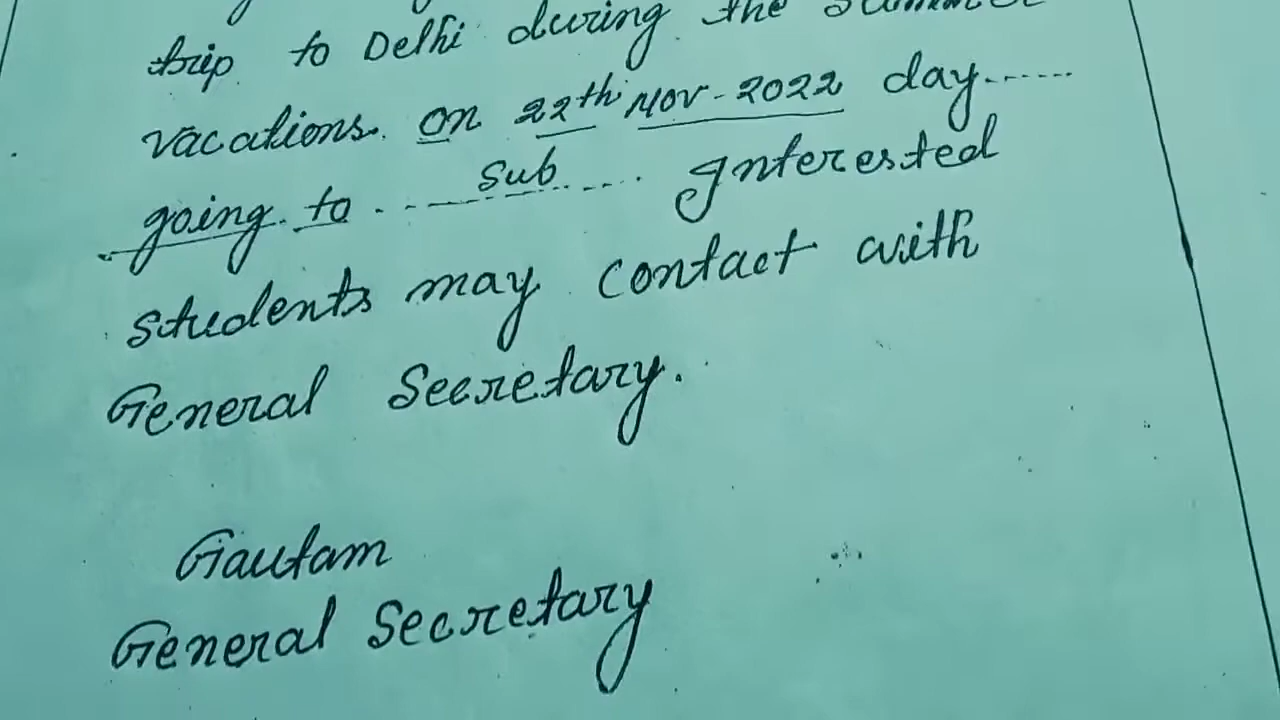 trip to Delhi during the Summer
vacations. On 22th Nov-2022 day.......
going to ........Sub....... Interested
students may contact with
General Secretary.
Gautam
General Secretary